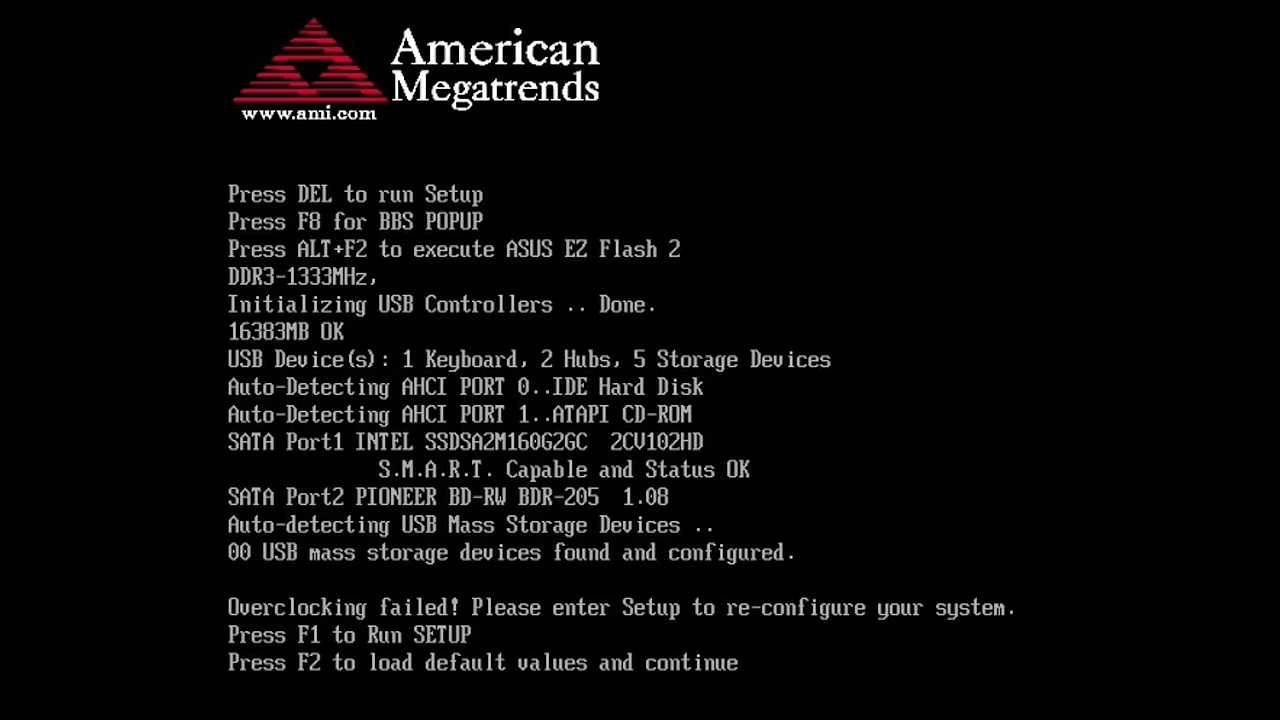 American
Megatrends
www.ami.com
Press DEL to run Setup
Press F8 for BBS POPUP
Press ALT+F2 to execute ASUS EZ Flash 2
DDR3-1333MHz,
Initializing USB Controllers .. Done.
16383MB OK
USB Device(s): 1 Keyboard, 2 Hubs, 5 Storage Devices
Auto-Detecting AHCI PORT 0..IDE Hard Disk
Auto-Detecting AHCI PORT 1..ATAPI CD-ROM
SATA Port1 INTEL SSDSA2M160G2GC  2CV102HD
S.M.A.R.T. Capable and Status OK
SATA Port2 PIONEER BD-RW BDR-205  1.08
Auto-detecting USB Mass Storage Devices ..
00 USB mass storage devices found and configured.
Overclocking failed! Please enter Setup to re-configure your system.
Press F1 to Run SETUP
Press F2 to load default values and continue